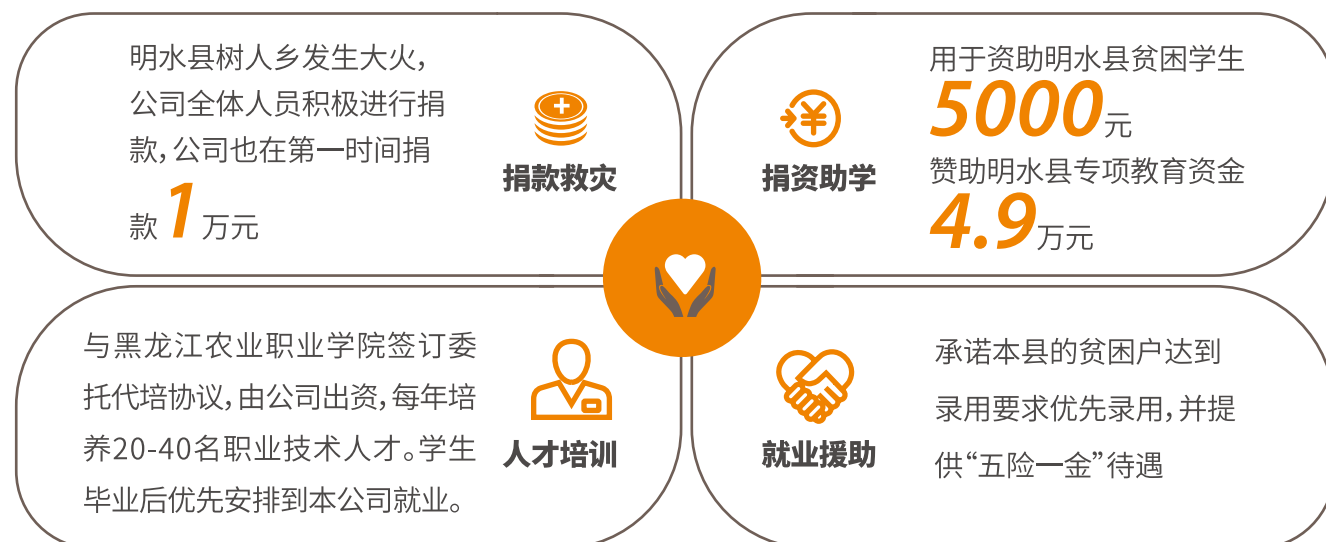 明水县树人乡发生大火，
公司全体人员积极进行捐
款，公司也在第一时间捐
款 1 万元
捐款救灾
捐资助学
用于资助明水县贫困学生
5000元
赞助明水县专项教育资金
4.9万元
与黑龙江农业职业学院签订委
托代培协议，由公司出资，每年培
养20-40名职业技术人才。学生
毕业后优先安排到本公司就业。
人才培训
就业援助
承诺本县的贫困户达到
录用要求优先录用，并提
供“五险一金”待遇